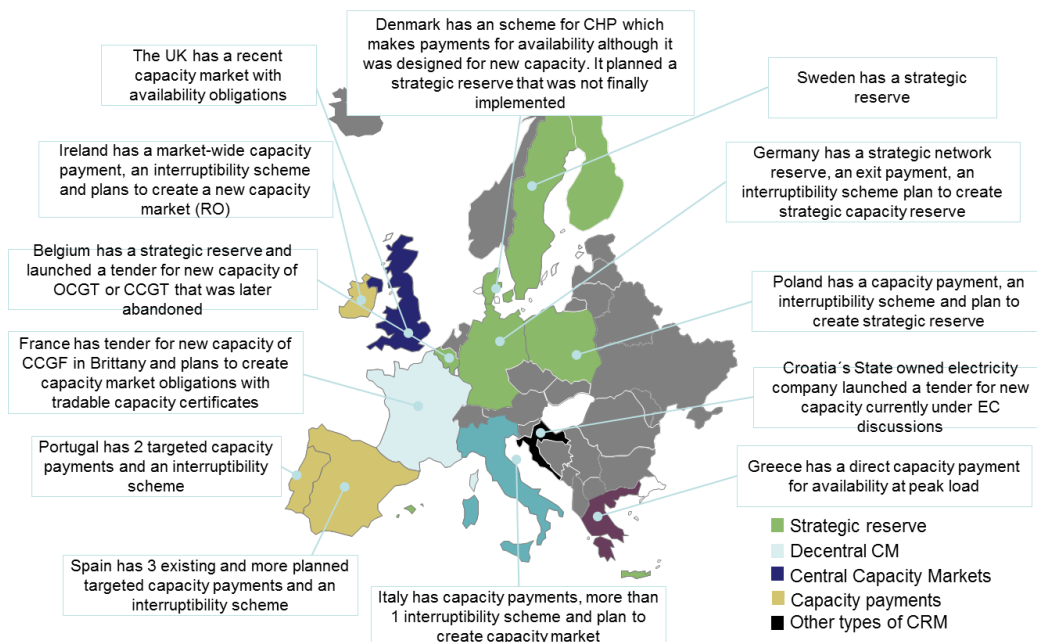 Denmark has an scheme for CHP which
makes payments for availability although it
was designed for new capacity. It planned a
strategic reserve that was not finally
implemented
The UK has a recent
capacity market with
availability obligations
Sweden has a strategic
reserve
Ireland has a market-wide capacity
payment, an interruptibility scheme
and plans to create a new capacity
market (RO)
Germany has a strategic network
reserve, an exit payment, an
interruptibility scheme plan to create
strategic capacity reserve
Belgium has a strategic reserve and
launched a tender for new capacity of
OCGT or CCGT that was later
abandoned
Poland has a capacity payment, an
interruptibility scheme and plan to
create strategic reserve
France has tender for new capacity of
CCGF in Brittany and plans to create
capacity market obligations with
tradable capacity certificates
Croatia´s State owned electricity
company launched a tender for new
capacity currently under EC
discussions
Portugal has 2 targeted capacity
payments and an interruptibility
scheme
Greece has a direct capacity payment
for availability at peak load
Spain has 3 existing and more planned
targeted capacity payments and an
interruptibility scheme
Italy has capacity payments, more than
1 interruptibility scheme and plan to
create capacity market
Strategic reserve
Decentral CM
Central Capacity Markets
Capacity payments
Other types of CRM